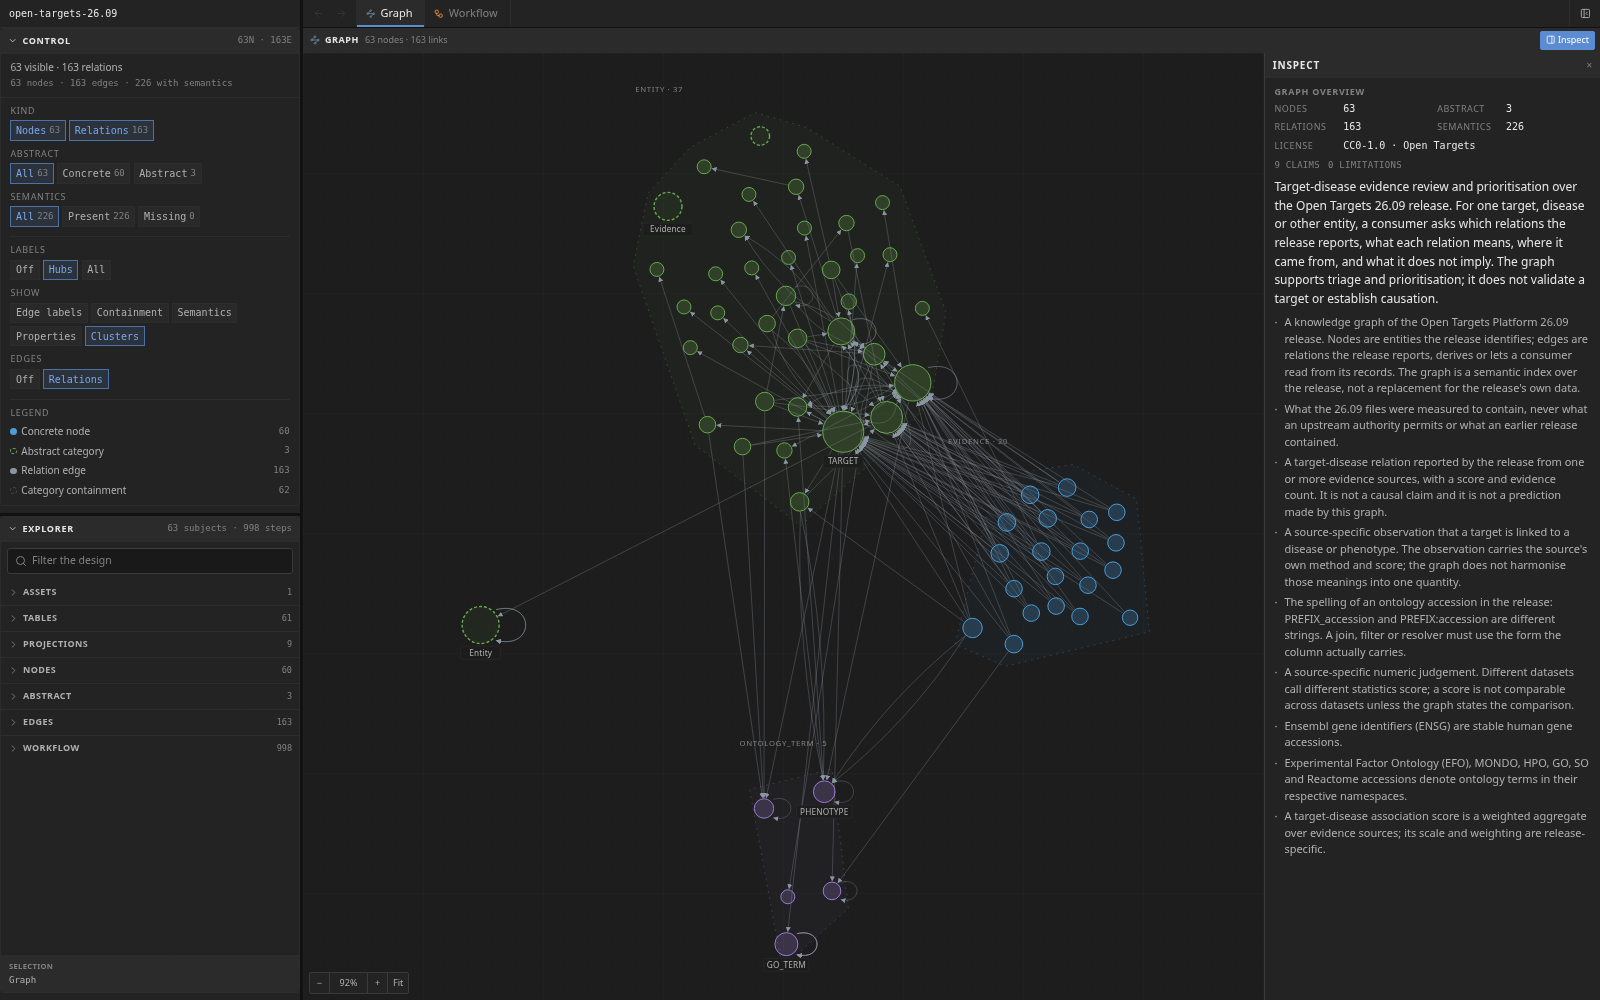 open-targets-26.09
Graph
Workflow
CONTROL
63N · 163E
63 visible · 163 relations
63 nodes · 163 edges · 226 with semantics
KIND
Nodes 63
Relations 163
ABSTRACT
All 63
Concrete 60
Abstract 3
SEMANTICS
All 226
Present 226
Missing 0
LABELS
Off
Hubs
All
SHOW
Edge labels
Containment
Semantics
Properties
Clusters
EDGES
Off
Relations
LEGEND
Concrete node 60
Abstract category 3
Relation edge 163
Category containment 62
EXPLORER
63 subjects · 998 steps
Filter the design
ASSETS 1
TABLES 61
PROJECTIONS 9
NODES 60
ABSTRACT 3
EDGES 163
WORKFLOW 998
SELECTION
Graph
GRAPH 63 nodes · 163 links
Inspect
ENTITY · 37
Evidence
TARGET
EVIDENCE · 20
Entity
ONTOLOGY_TERM · 5
PHENOTYPE
GO_TERM
− 92% + Fit
INSPECT ×
GRAPH OVERVIEW
NODES 63 ABSTRACT 3
RELATIONS 163 SEMANTICS 226
LICENSE CC0-1.0 · Open Targets
9 CLAIMS 0 LIMITATIONS
Target-disease evidence review and prioritisation over
the Open Targets 26.09 release. For one target, disease
or other entity, a consumer asks which relations the
release reports, what each relation means, where it
came from, and what it does not imply. The graph
supports triage and prioritisation; it does not validate a
target or establish causation.
· A knowledge graph of the Open Targets Platform 26.09
release. Nodes are entities the release identifies; edges are
relations the release reports, derives or lets a consumer
read from its records. The graph is a semantic index over
the release, not a replacement for the release's own data.
· What the 26.09 files were measured to contain, never what
an upstream authority permits or what an earlier release
contained.
· A target-disease relation reported by the release from one
or more evidence sources, with a score and evidence
count. It is not a causal claim and it is not a prediction
made by this graph.
· A source-specific observation that a target is linked to a
disease or phenotype. The observation carries the source's
own method and score; the graph does not harmonise
those meanings into one quantity.
· The spelling of an ontology accession in the release:
PREFIX_accession and PREFIX:accession are different
strings. A join, filter or resolver must use the form the
column actually carries.
· A source-specific numeric judgement. Different datasets
call different statistics score; a score is not comparable
across datasets unless the graph states the comparison.
· Ensembl gene identifiers (ENSG) are stable human gene
accessions.
· Experimental Factor Ontology (EFO), MONDO, HPO, GO, SO
and Reactome accessions denote ontology terms in their
respective namespaces.
· A target-disease association score is a weighted aggregate
over evidence sources; its scale and weighting are release-
specific.